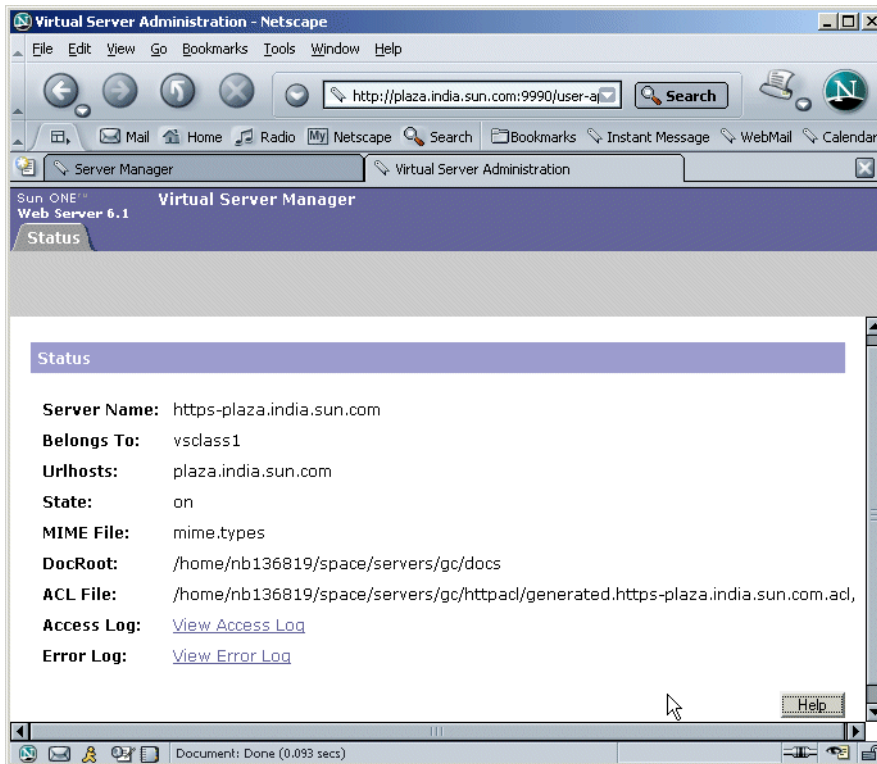 Virtual Server Administration - Netscape
File Edit View Go Bookmarks Tools Window Help
http://plaza.india.sun.com:9990/user-ap Search N
Mail Home Radio My Netscape Search Bookmarks Instant Message WebMail Calendar
Server Manager Virtual Server Administration
Sun ONE™ Virtual Server Manager
Web Server 6.1
Status
Status
Server Name: https-plaza.india.sun.com
Belongs To: vsclass1
Urlhosts: plaza.india.sun.com
State: on
MIME File: mime.types
DocRoot: /home/nb136819/space/servers/gc/docs
ACL File: /home/nb136819/space/servers/gc/httpacl/generated.https-plaza.india.sun.com.acl,
Access Log: View Access Log
Error Log: View Error Log
Help
Document: Done (0.093 secs)